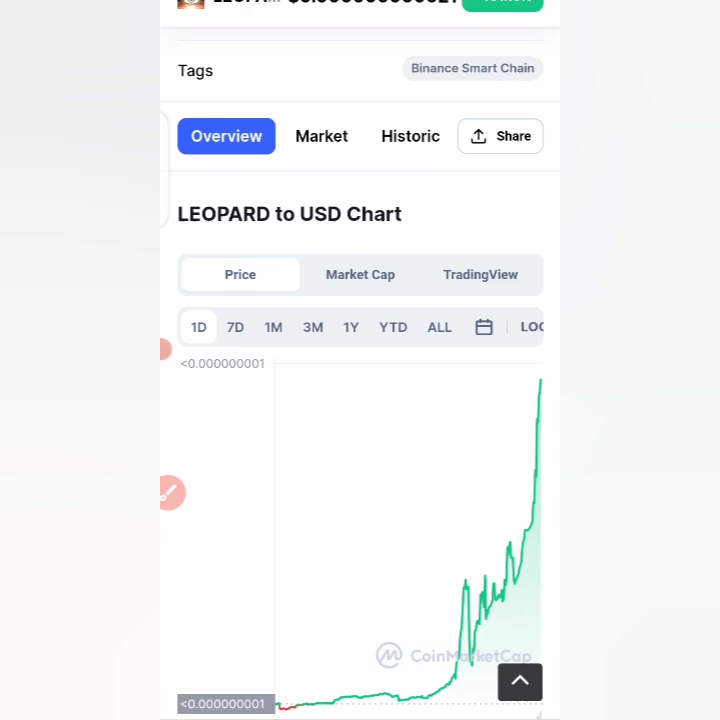 Tags
Binance Smart Chain
Overview
Market
Historic
Share
LEOPARD to USD Chart
Price
Market Cap
TradingView
1D
7D
1M
3M
1Y
YTD
ALL
<0.000000001
CoinMarketCap
<0.000000001